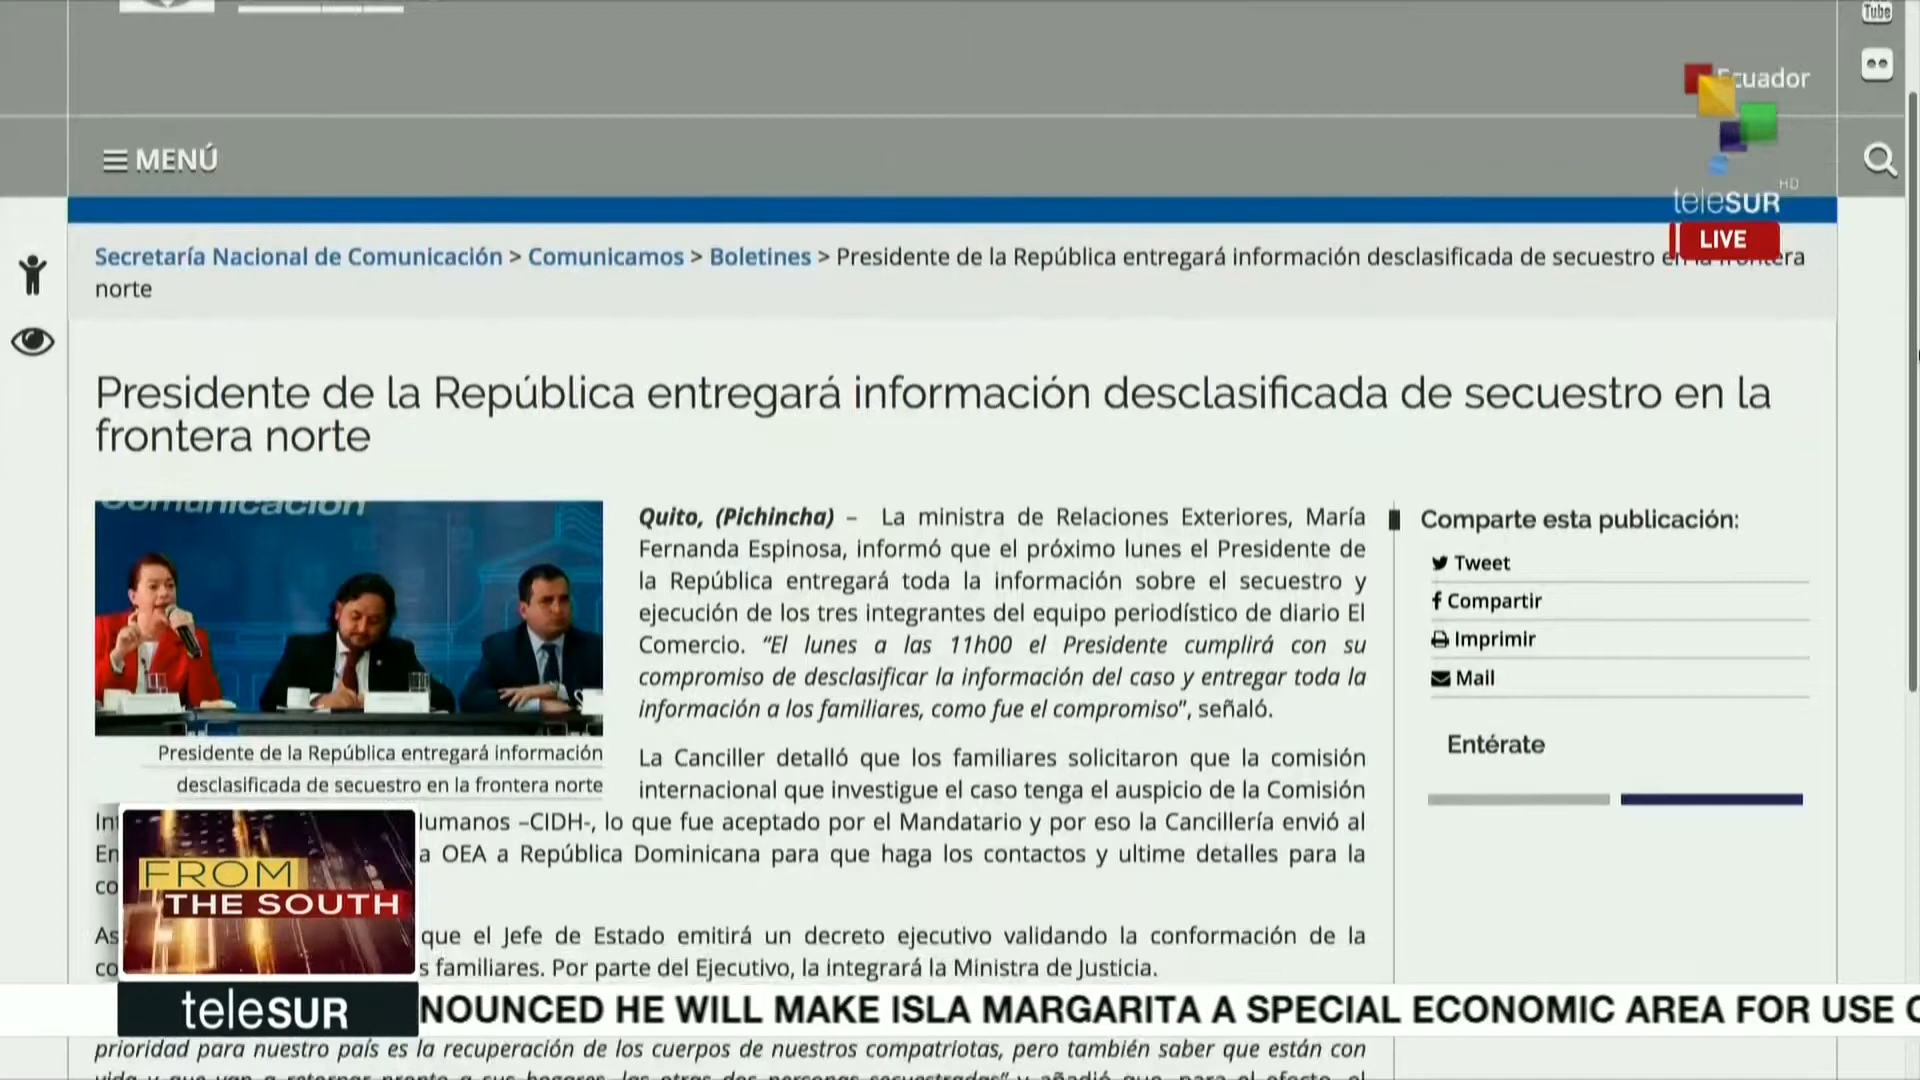 Tube
Ecuador
MENÚ
HD
teleSUR
LIVE
Secretaría Nacional de Comunicación > Comunicamos > Boletines > Presidente de la República entregará información desclasificada de secuestro en la frontera
norte
Presidente de la República entregará información desclasificada de secuestro en la
frontera norte
Comunicación
Presidente de la República entregará información
desclasificada de secuestro en la frontera norte
Quito, (Pichincha) – La ministra de Relaciones Exteriores, María
Fernanda Espinosa, informó que el próximo lunes el Presidente de
la República entregará toda la información sobre el secuestro y
ejecución de los tres integrantes del equipo periodístico de diario El
Comercio. “El lunes a las 11h00 el Presidente cumplirá con su
compromiso de desclasificar la información del caso y entregar toda la
información a los familiares, como fue el compromiso”, señaló.
La Canciller detalló que los familiares solicitaron que la comisión
internacional que investigue el caso tenga el auspicio de la Comisión
Int lumanos –CIDH-, lo que fue aceptado por el Mandatario y por eso la Cancillería envió al
En a OEA a República Dominicana para que haga los contactos y ultime detalles para la
co
As que el Jefe de Estado emitirá un decreto ejecutivo validando la conformación de la
co s familiares. Por parte del Ejecutivo, la integrará la Ministra de Justicia.
prioridad para nuestro país es la recuperación de los cuerpos de nuestros compatriotas, pero también saber que están con
Comparte esta publicación:
Tweet
Compartir
Imprimir
Mail
Entérate
FROM
THE SOUTH
teleSUR
NOUNCED HE WILL MAKE ISLA MARGARITA A SPECIAL ECONOMIC AREA FOR USE